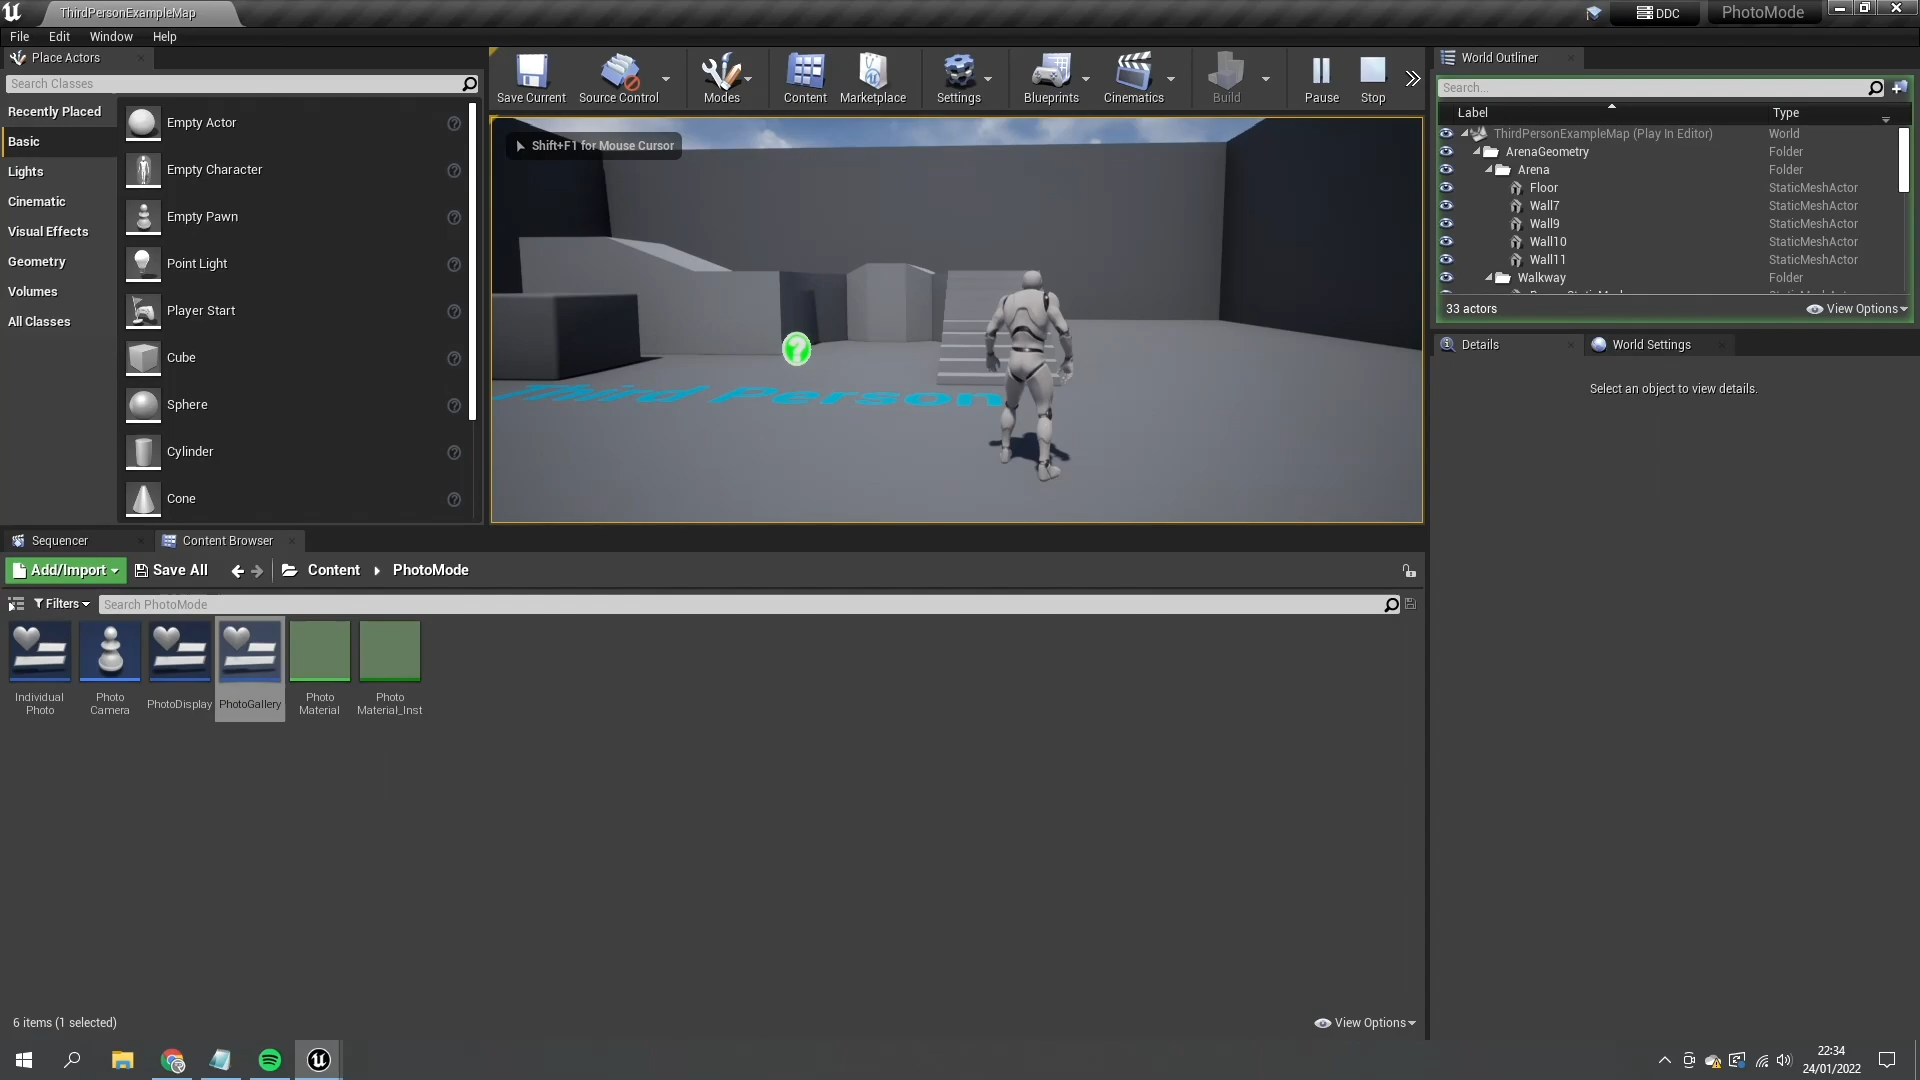 ThirdPersonExampleMap
DDC
PhotoMode
File Edit Window Help
Place Actors
Search Classes
Recently Placed
Basic
Lights
Cinematic
Visual Effects
Geometry
Volumes
All Classes
Empty Actor
Empty Character
Empty Pawn
Point Light
Player Start
Cube
Sphere
Cylinder
Cone
Save Current
Source Control
Modes
Content
Marketplace
Settings
Blueprints
Cinematics
Build
Pause
Stop
Shift+F1 for Mouse Cursor
Third Person
World Outliner
Search...
Label Type
ThirdPersonExampleMap (Play In Editor) World
ArenaGeometry Folder
Arena Folder
Floor StaticMeshActor
Wall7 StaticMeshActor
Wall9 StaticMeshActor
Wall10 StaticMeshActor
Wall11 StaticMeshActor
Walkway Folder
33 actors
View Options
Details
World Settings
Select an object to view details.
Sequencer
Content Browser
Add/Import
Save All
Content
PhotoMode
Filters
Search PhotoMode
Individual
Photo
Photo
Camera
PhotoDisplay
PhotoGallery
Photo
Material
Photo
Material_Inst
6 items (1 selected)
View Options
22:34
24/01/2022